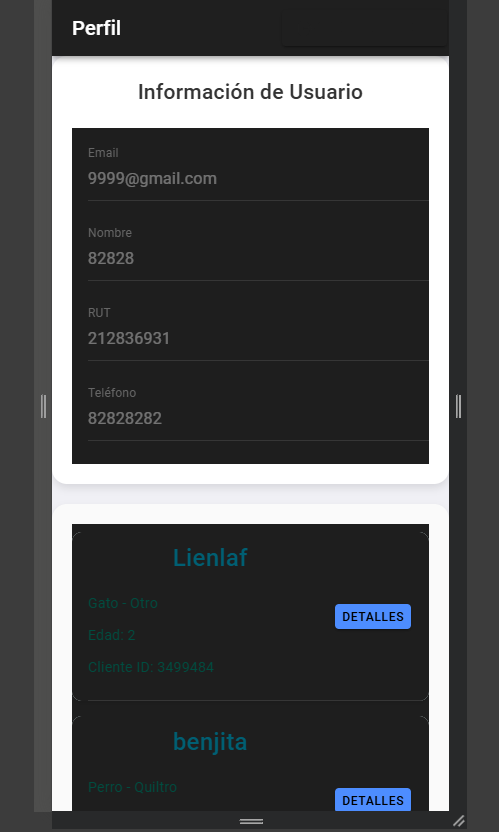 Perfil
Información de Usuario
Email
9999@gmail.com
Nombre
82828
RUT
212836931
Teléfono
82828282
Lienlaf
Gato - Otro
DETALLES
Edad: 2
Cliente ID: 3499484
benjita
Perro - Quiltro
DETALLES